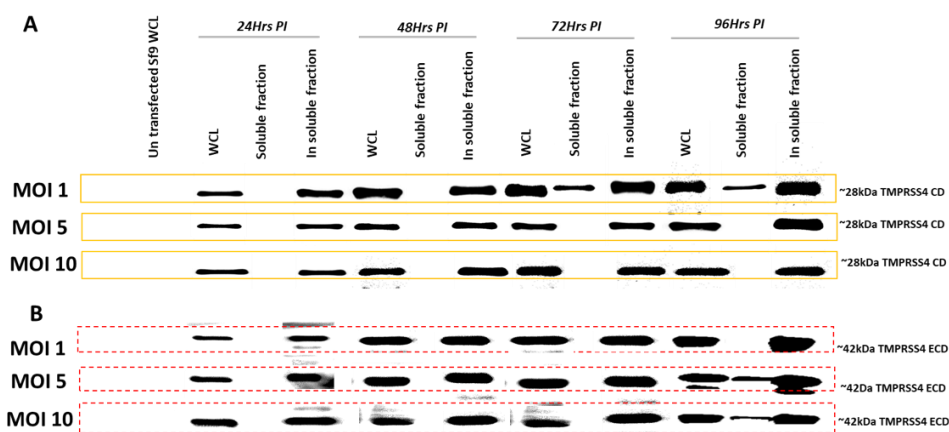 A
24Hrs PI
48Hrs PI
72Hrs PI
96Hrs PI
Un transfected Sf9 WCL
WCL
Soluble fraction
In soluble fraction
WCL
Soluble fraction
In soluble fraction
WCL
Soluble fraction
In soluble fraction
WCL
Soluble fraction
In soluble fraction
MOI 1
~28kDa TMPRSS4 CD
MOI 5
~28kDa TMPRSS4 CD
MOI 10
~28kDa TMPRSS4 CD
B
MOI 1
~42kDa TMPRSS4 ECD
MOI 5
~42Da TMPRSS4 ECD
MOI 10
~42kDa TMPRSS4 ECD